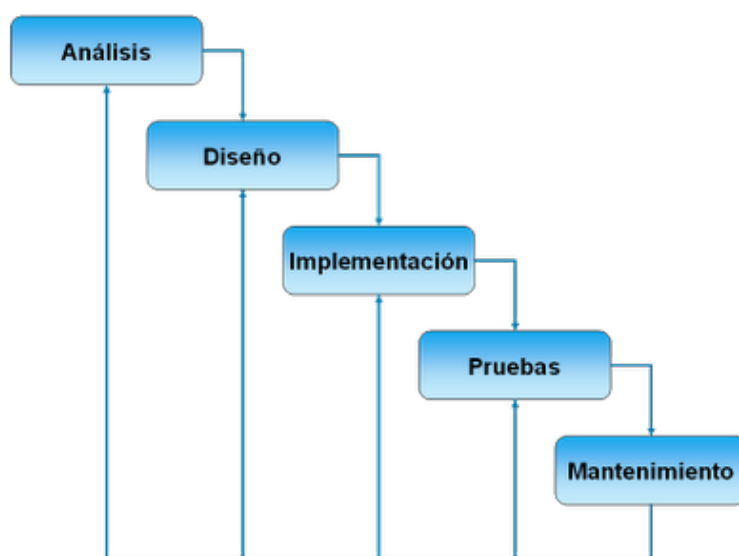 Análisis
Diseño
Implementación
Pruebas
Mantenimiento